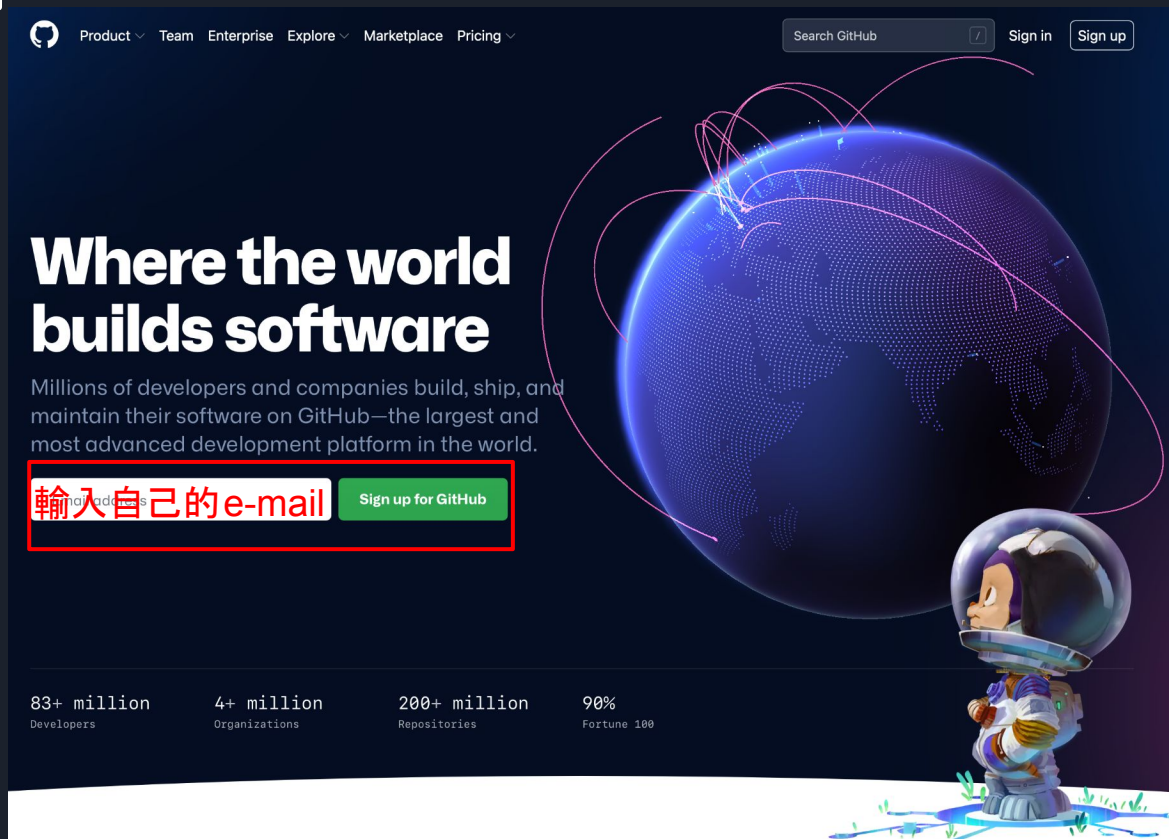 Product Team Enterprise Explore Marketplace Pricing Search GitHub / Sign in Sign up
Where the world
builds software
Millions of developers and companies build, ship, and
maintain their software on GitHub—the largest and
most advanced development platform in the world.
輸入自己的e-mail Sign up for GitHub
83+ million 4+ million 200+ million 90%
Developers Organizations Repositories Fortune 100